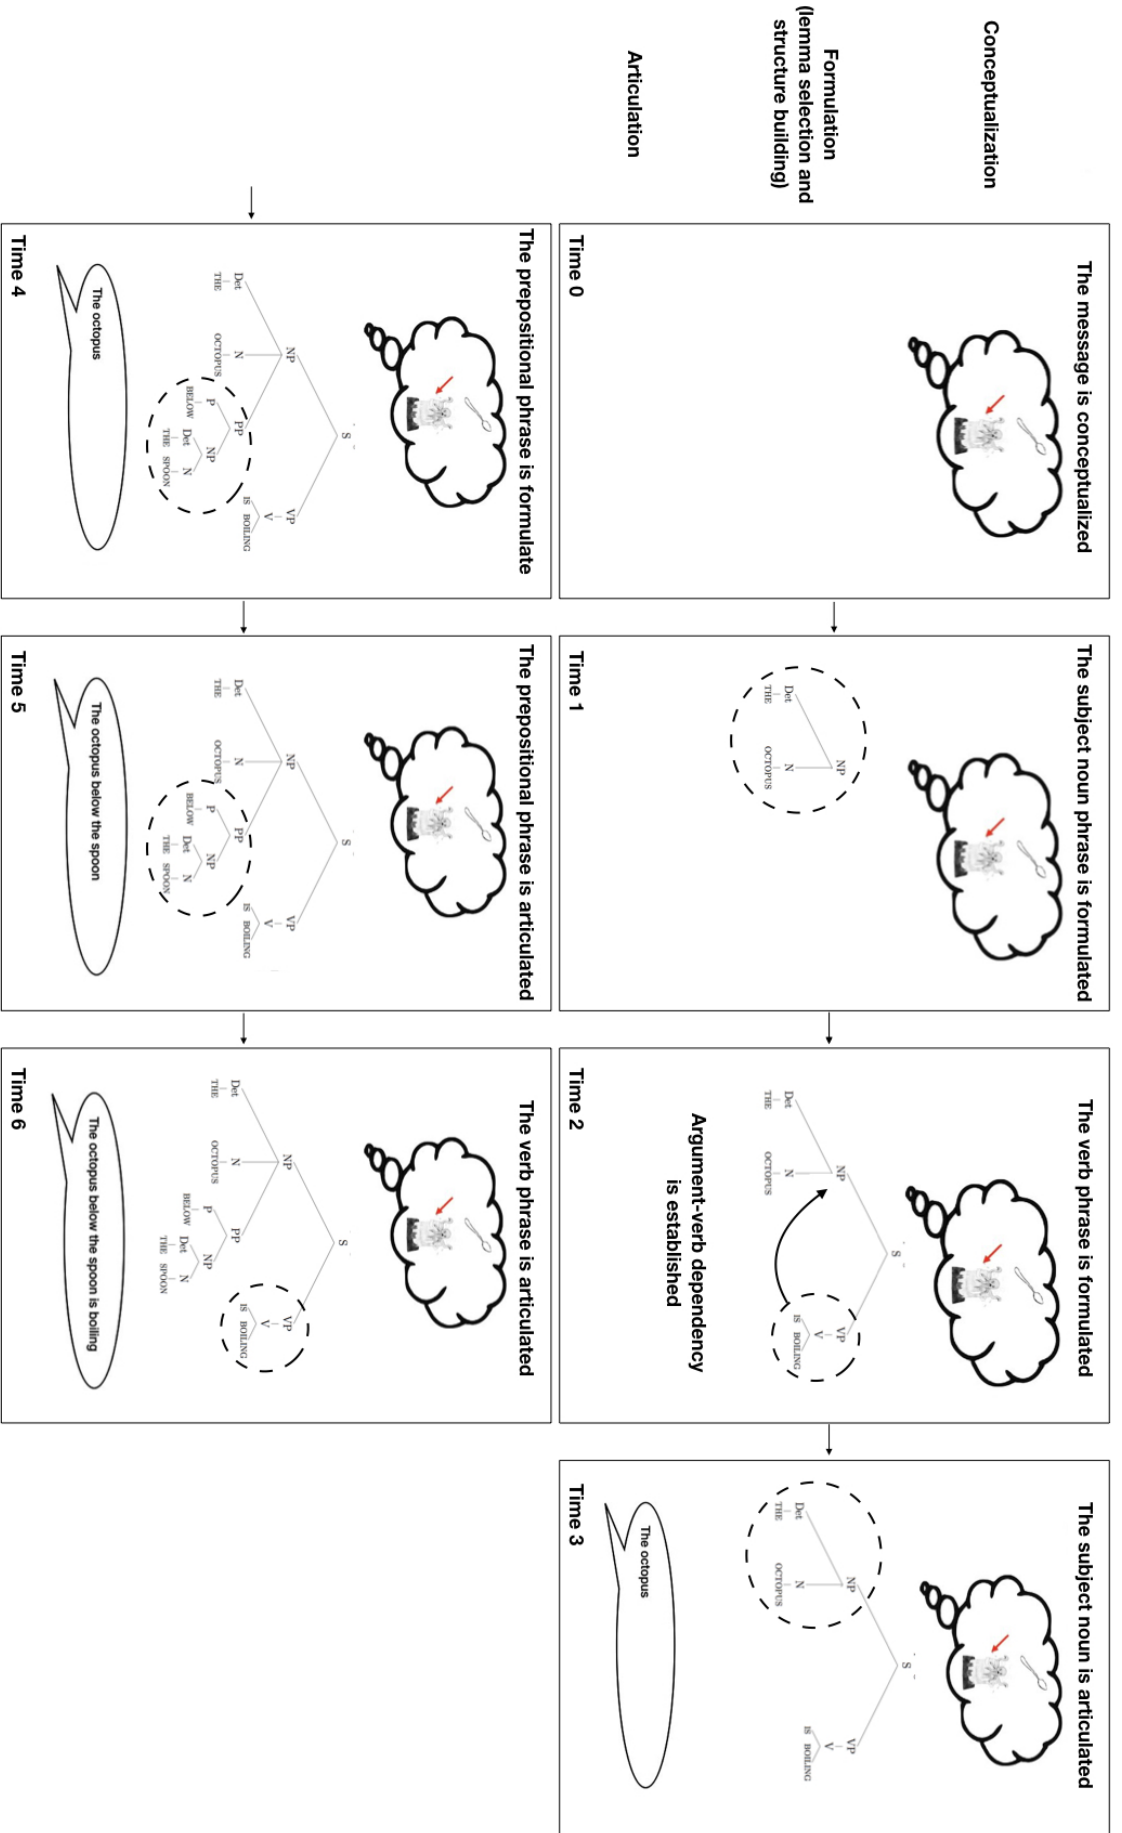 Conceptualization
Formulation
(lemma selection and
structure building)
Articulation
The message is conceptualized
Time 0
The subject noun phrase is formulated
NP
Det
N
THE
OCTOPUS
Time 1
The verb phrase is formulated
S
NP
VP
Det
N
V
THE
OCTOPUS
IS BOILING
Argument-verb dependency
is established
Time 2
The subject noun is articulated
S
NP
VP
Det
N
V
THE
OCTOPUS
IS BOILING
The octopus
Time 3
The prepositional phrase is formulate
S
NP
VP
Det
N
PP
V
THE
OCTOPUS
P
NP
IS BOILING
BELOW
Det
N
THE
SPOON
The octopus
Time 4
The prepositional phrase is articulated
S
NP
VP
Det
N
PP
V
THE
OCTOPUS
P
NP
IS BOILING
BELOW
Det
N
THE
SPOON
The octopus below the spoon
Time 5
The verb phrase is articulated
S
NP
VP
Det
N
PP
V
THE
OCTOPUS
P
NP
IS BOILING
BELOW
Det
N
THE
SPOON
The octopus below the spoon is boiling
Time 6